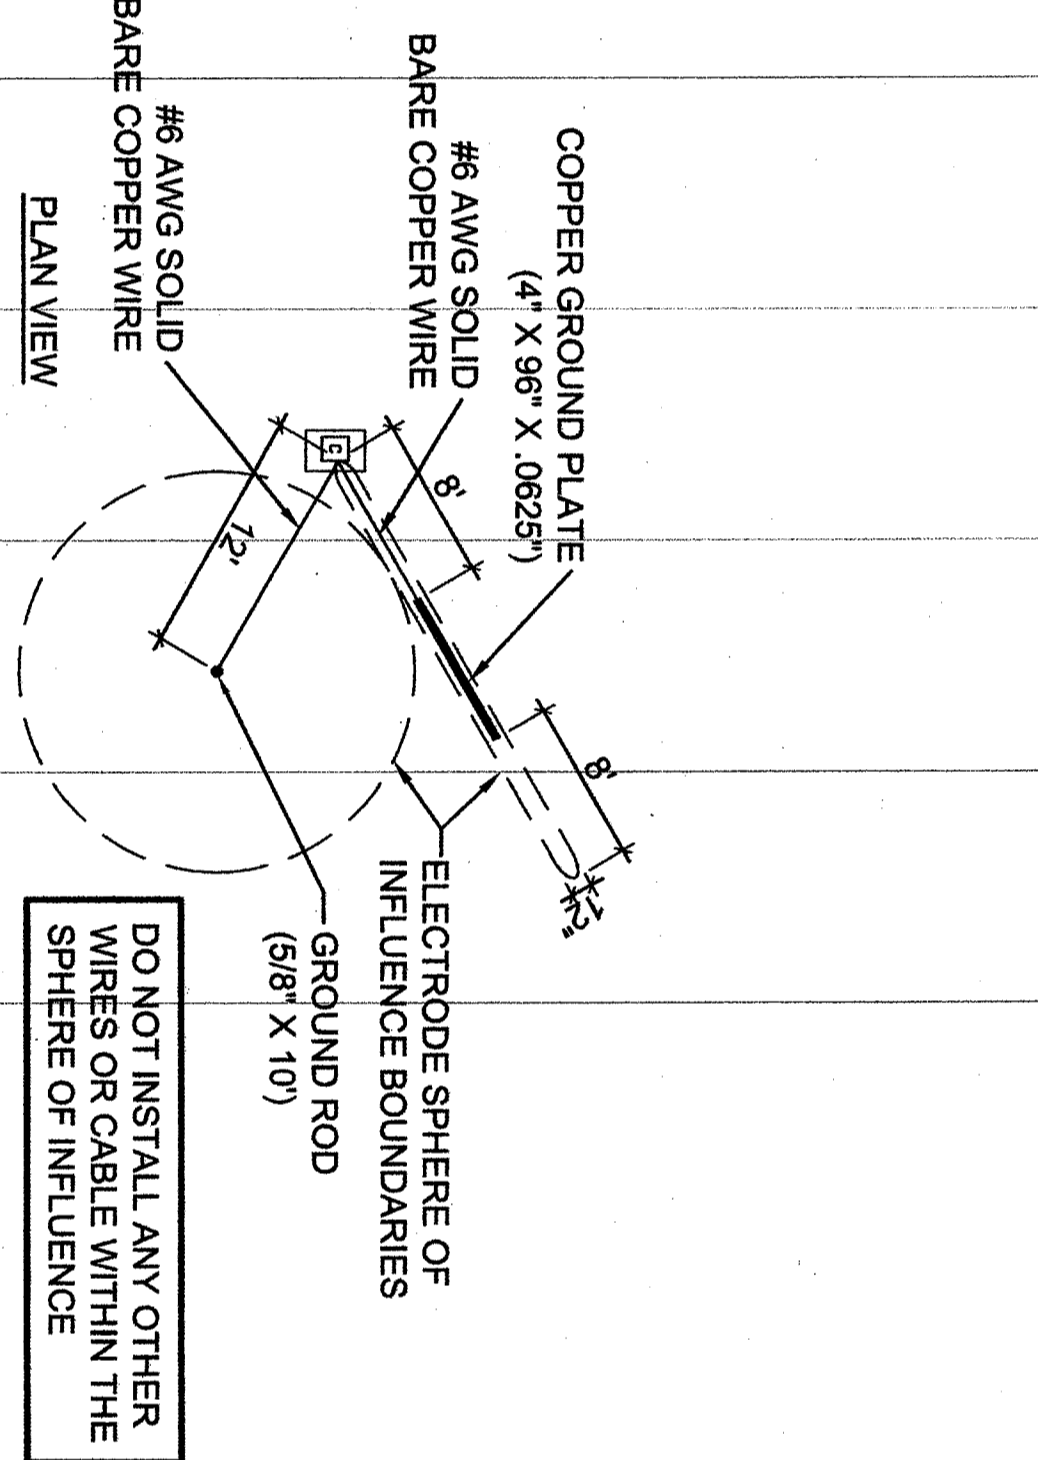 COPPER GROUND PLATE
(4" X 96" X .0625")
#6 AWG SOLID
BARE COPPER WIRE
8'
8'
12"
C
12'
ELECTRODE SPHERE OF
INFLUENCE BOUNDARIES
GROUND ROD
(5/8" X 10')
#6 AWG SOLID
BARE COPPER WIRE
PLAN VIEW
DO NOT INSTALL ANY OTHER
WIRES OR CABLE WITHIN THE
SPHERE OF INFLUENCE